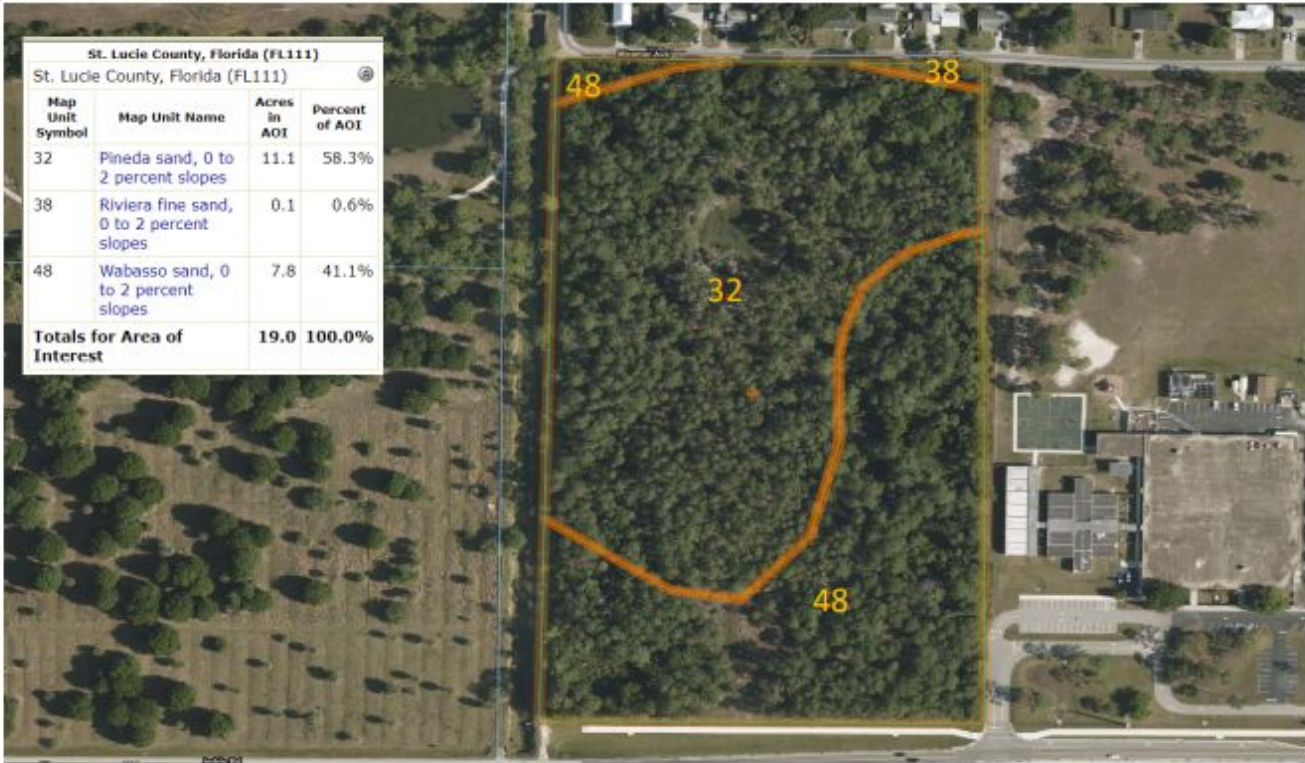 St. Lucie County, Florida (FL111)
St. Lucie County, Florida (FL111)
Map Unit Symbol Map Unit Name Acres in AOI Percent of AOI
32 Pineda sand, 0 to 2 percent slopes 11.1 58.3%
38 Riviera fine sand, 0 to 2 percent slopes 0.1 0.6%
48 Wabasso sand, 0 to 2 percent slopes 7.8 41.1%
Totals for Area of Interest 19.0 100.0%
48
38
32
48